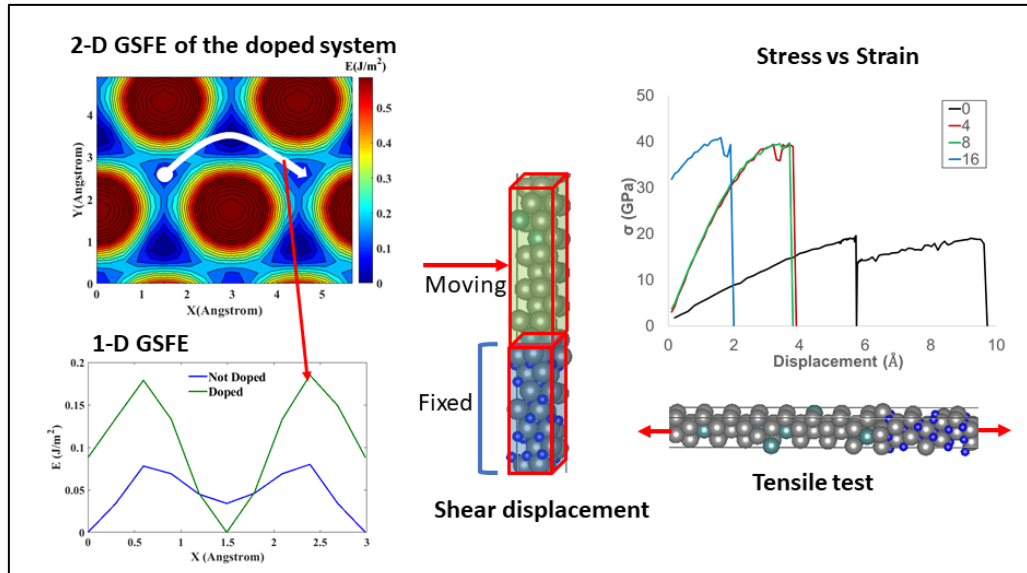 2-D GSFE of the doped system
E(J/m²)
0.5
0.4
0.3
0.2
0.1
0
4
3
2
1
0
Y(Angstrom)
0 1 2 3 4 5
X(Angstrom)
1-D GSFE
0.2
0.15
0.1
0.05
0
E (J/m²)
Not Doped
Doped
0 0.5 1 1.5 2 2.5 3
X (Angstrom)
Moving
Fixed
Shear displacement
Stress vs Strain
50
40
30
20
10
0
σ (GPa)
0
4
8
16
0 2 4 6 8 10
Displacement (Å)
Tensile test